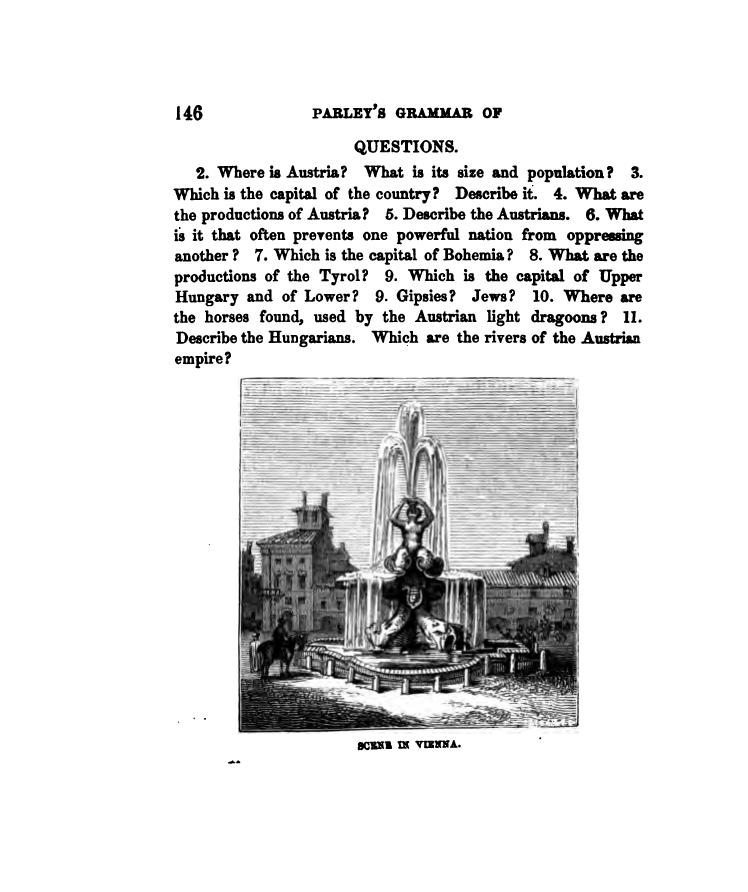 146 PARLEY'S GRAMMAR OF
QUESTIONS.
2. Where is Austria? What is its size and population? 3.
Which is the capital of the country? Describe it. 4. What are
the productions of Austria? 5. Describe the Austrians. 6. What
is it that often prevents one powerful nation from oppressing
another? 7. Which is the capital of Bohemia? 8. What are the
productions of the Tyrol? 9. Which is the capital of Upper
Hungary and of Lower? 9. Gipsies? Jews? 10. Where are
the horses found, used by the Austrian light dragoons? 11.
Describe the Hungarians. Which are the rivers of the Austrian
empire?
SCENE IN VIENNA.